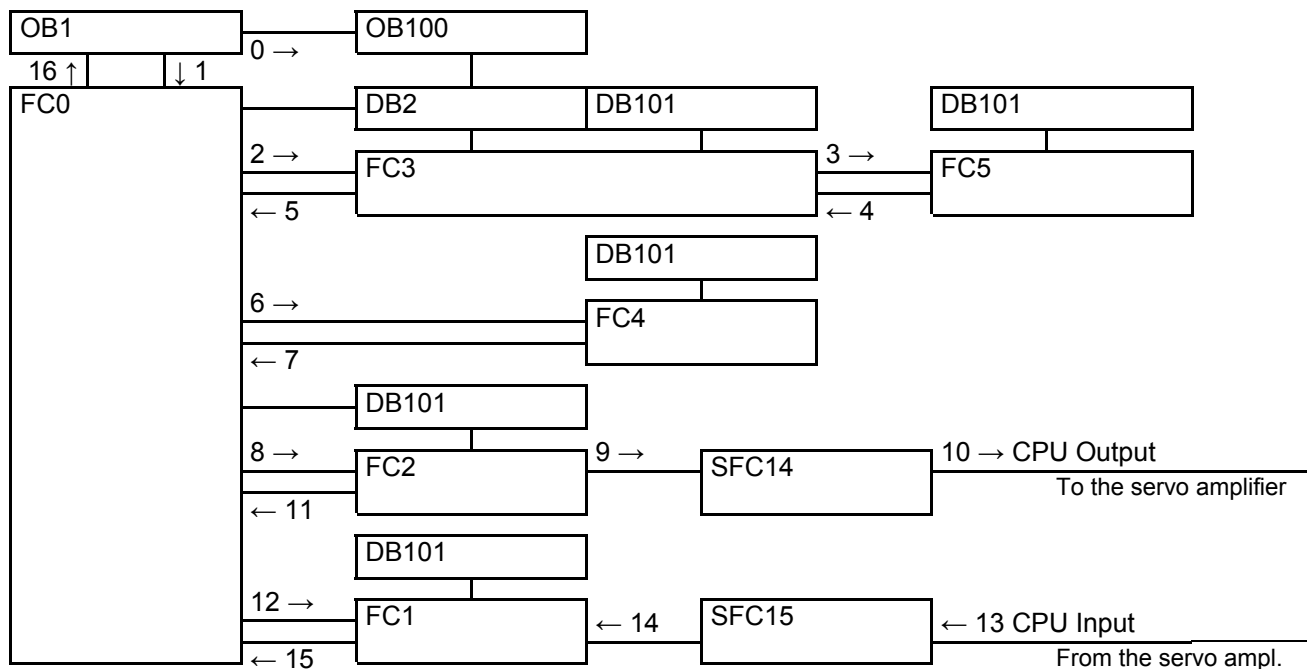 OB1
OB100
0 →
16 ↑
↓ 1
FC0
DB2
DB101
DB101
2 →
FC3
3 →
FC5
← 5
← 4
DB101
6 →
FC4
← 7
DB101
8 →
FC2
9 →
SFC14
10 → CPU Output
To the servo amplifier
← 11
DB101
12 →
FC1
← 14
SFC15
← 13 CPU Input
← 15
From the servo ampl.